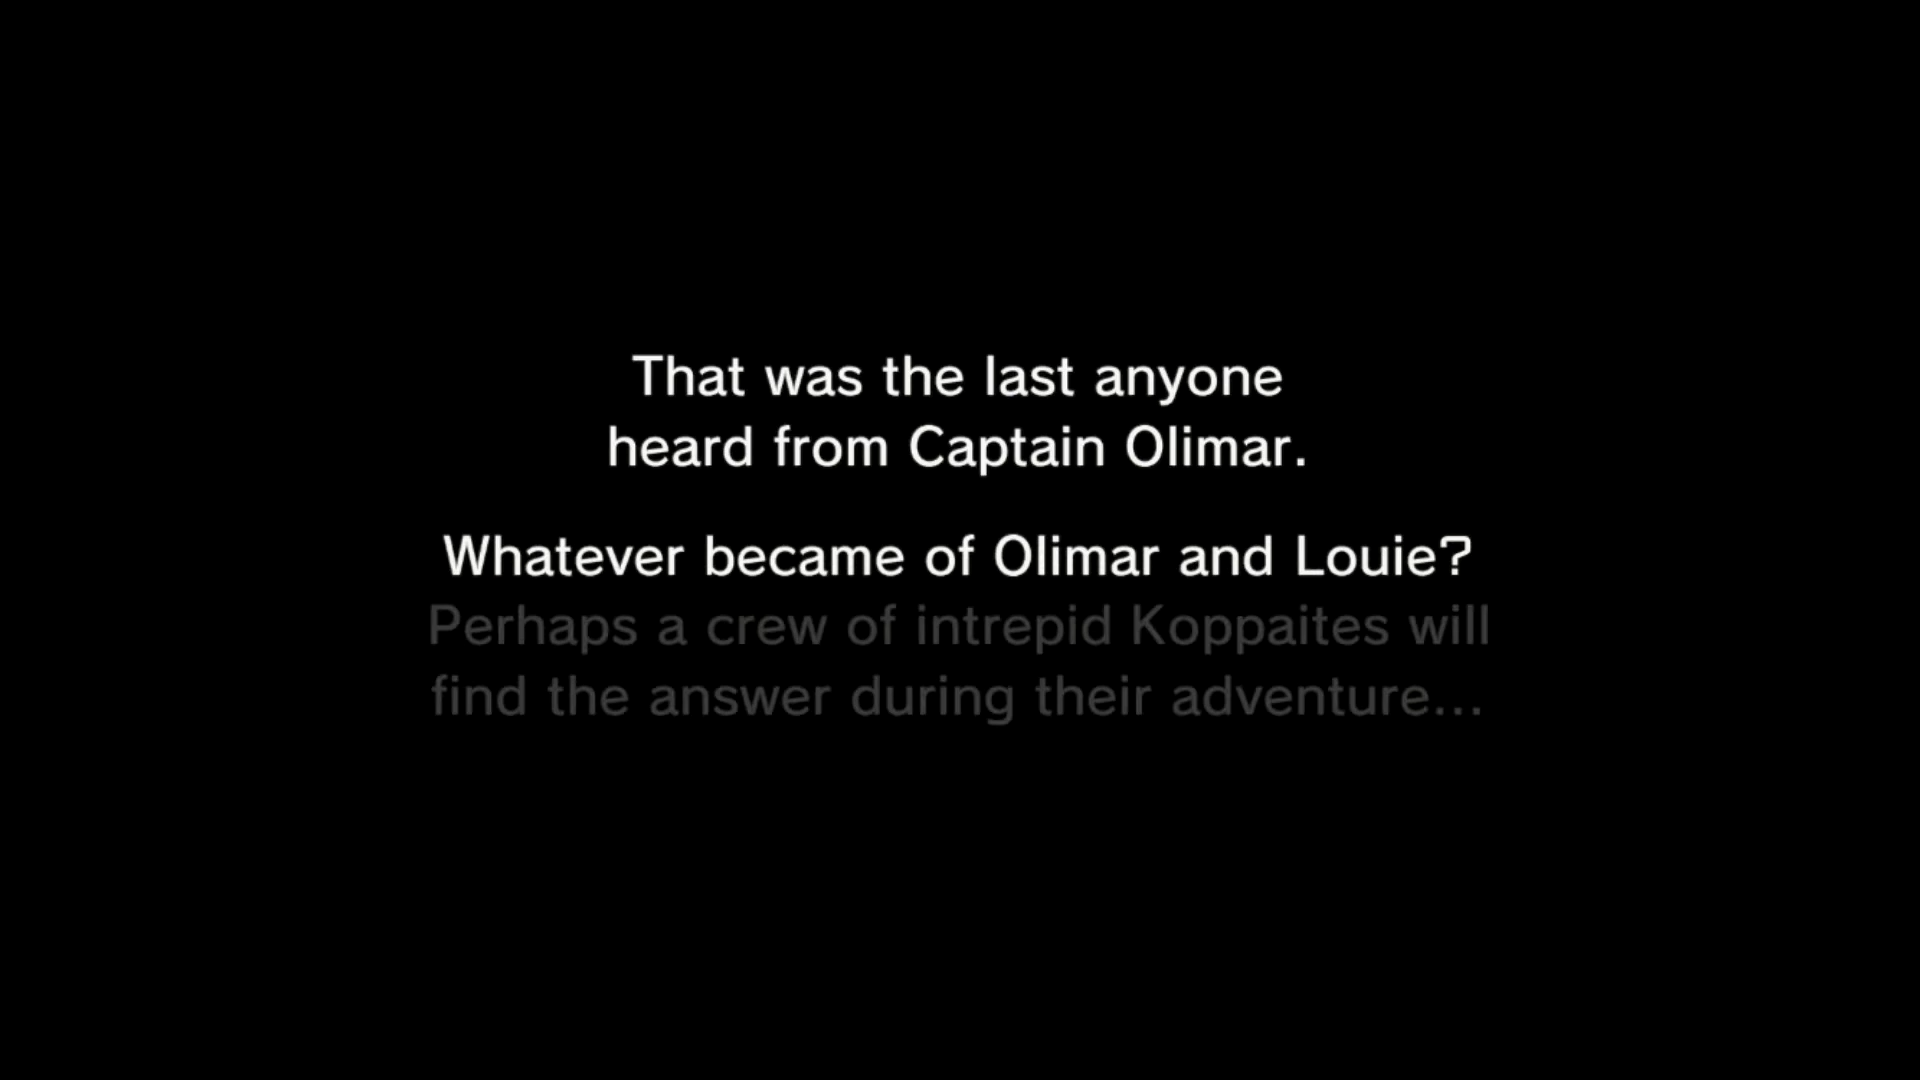 That was the last anyone
heard from Captain Olimar.
Whatever became of Olimar and Louie?
Perhaps a crew of intrepid Koppaites will
find the answer during their adventure...